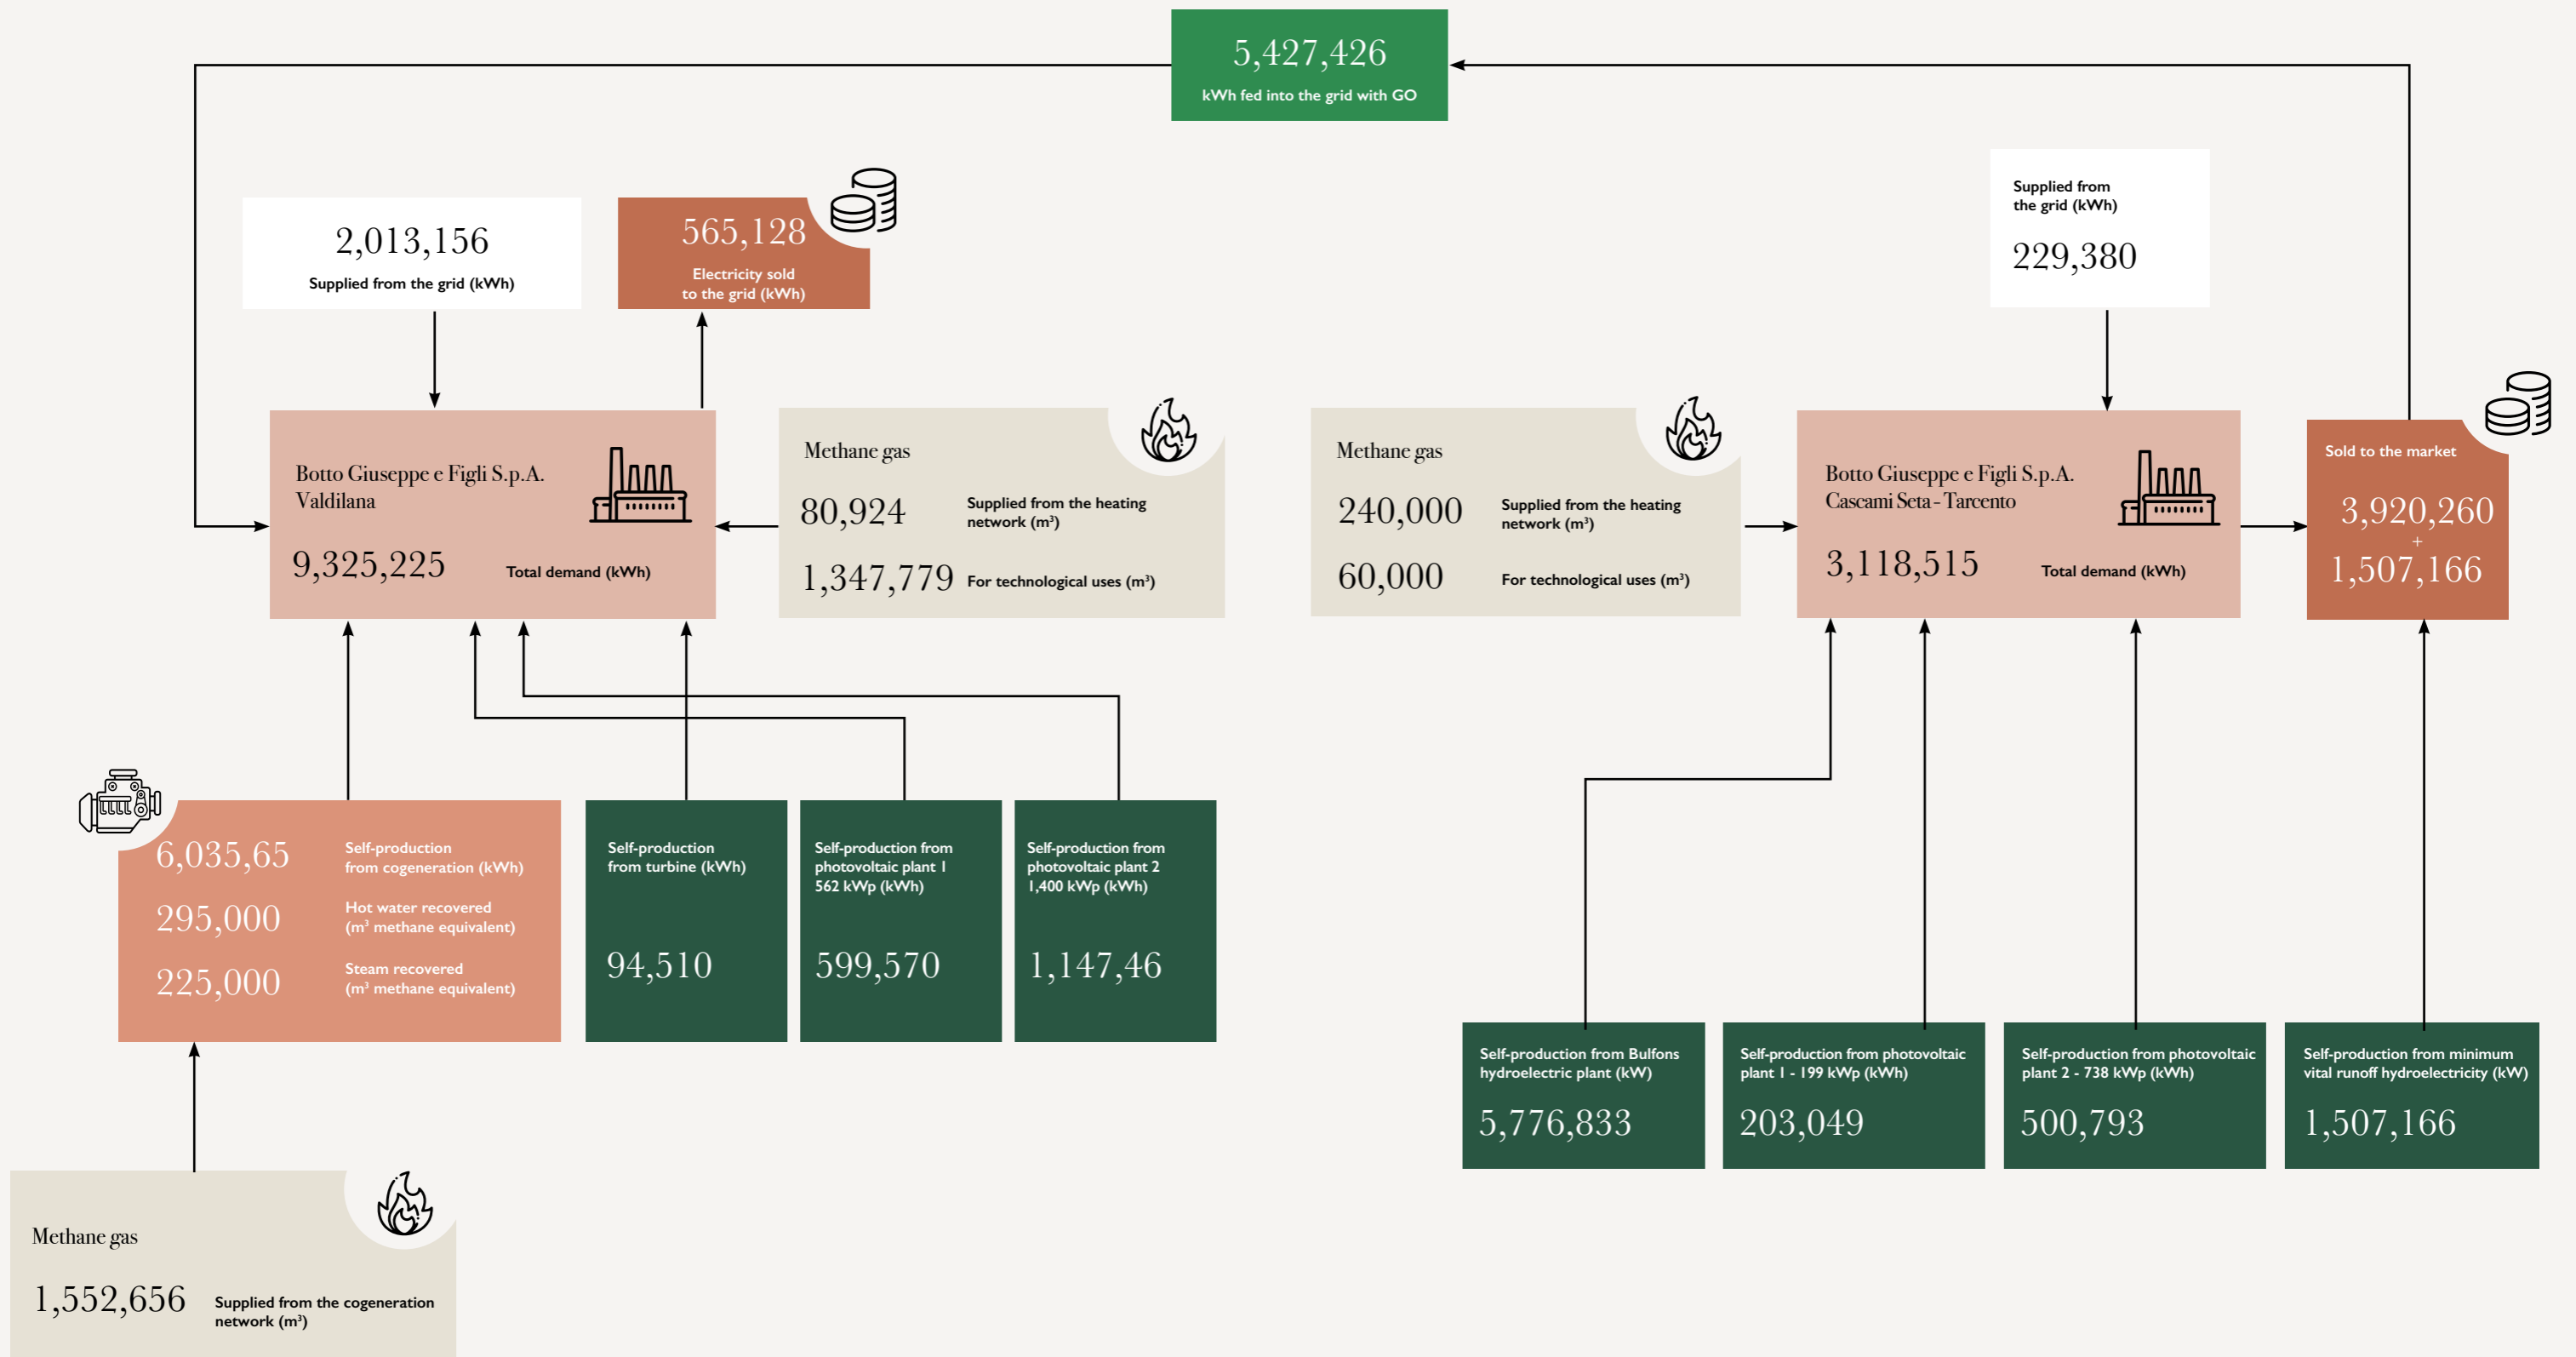 5,427,426
kWh fed into the grid with GO
2,013,156
Supplied from the grid (kWh)
565,128
Electricity sold
to the grid (kWh)
Supplied from
the grid (kWh)
229,380
Botto Giuseppe e Figli S.p.A.
Valdilana
9,325,225
Total demand (kWh)
Methane gas
80,924
Supplied from the heating
network (m³)
1,347,779
For technological uses (m³)
Methane gas
240,000
Supplied from the heating
network (m³)
60,000
For technological uses (m³)
Botto Giuseppe e Figli S.p.A.
Cascami Seta - Tarcento
3,118,515
Total demand (kWh)
Sold to the market
3,920,260
+
1,507,166
6,035,65
Self-production
from cogeneration (kWh)
295,000
Hot water recovered
(m³ methane equivalent)
225,000
Steam recovered
(m³ methane equivalent)
Self-production
from turbine (kWh)
94,510
Self-production from
photovoltaic plant 1
562 kWp (kWh)
599,570
Self-production from
photovoltaic plant 2
1,400 kWp (kWh)
1,147,46
Self-production from Bulfons
hydroelectric plant (kW)
5,776,833
Self-production from photovoltaic
plant 1 - 199 kWp (kWh)
203,049
Self-production from photovoltaic
plant 2 - 738 kWp (kWh)
500,793
Self-production from minimum
vital runoff hydroelectricity (kW)
1,507,166
Methane gas
1,552,656
Supplied from the cogeneration
network (m³)